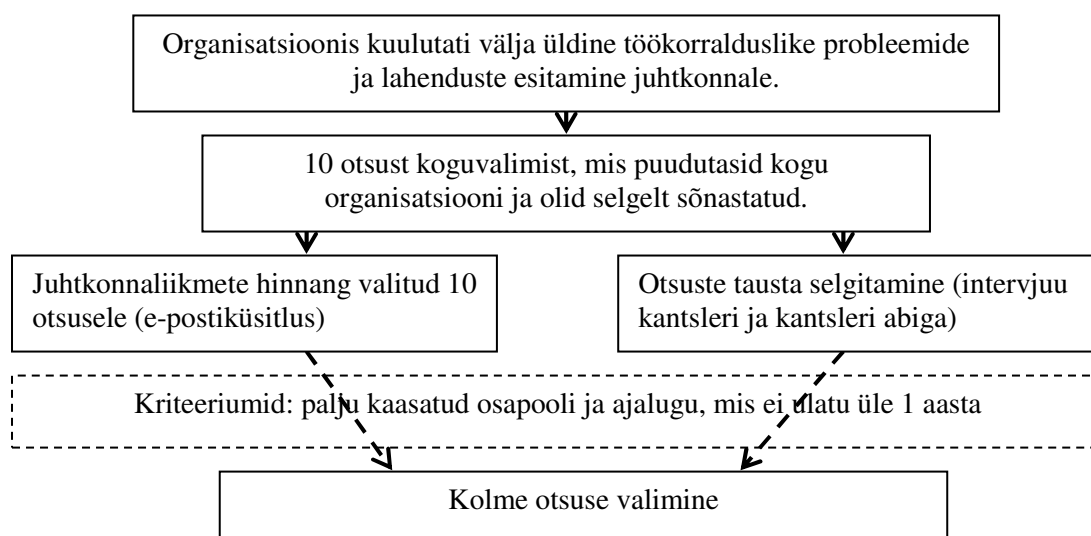 Organisatsioonis kuulutati välja üldine töökorralduslike probleemide
ja lahenduste esitamine juhtkonnale.
10 otsust koguvalimist, mis puudutasid kogu
organisatsiooni ja olid selgelt sõnastatud.
Juhtkonnaliikmete hinnang valitud 10
otsusele (e-postiküsitlus)
Otsuste tausta selgitamine (intervjuu
kantsleri ja kantsleri abiga)
Kriteeriumid: palju kaasatud osapooli ja ajalugu, mis ei ulatu üle 1 aasta
Kolme otsuse valimine